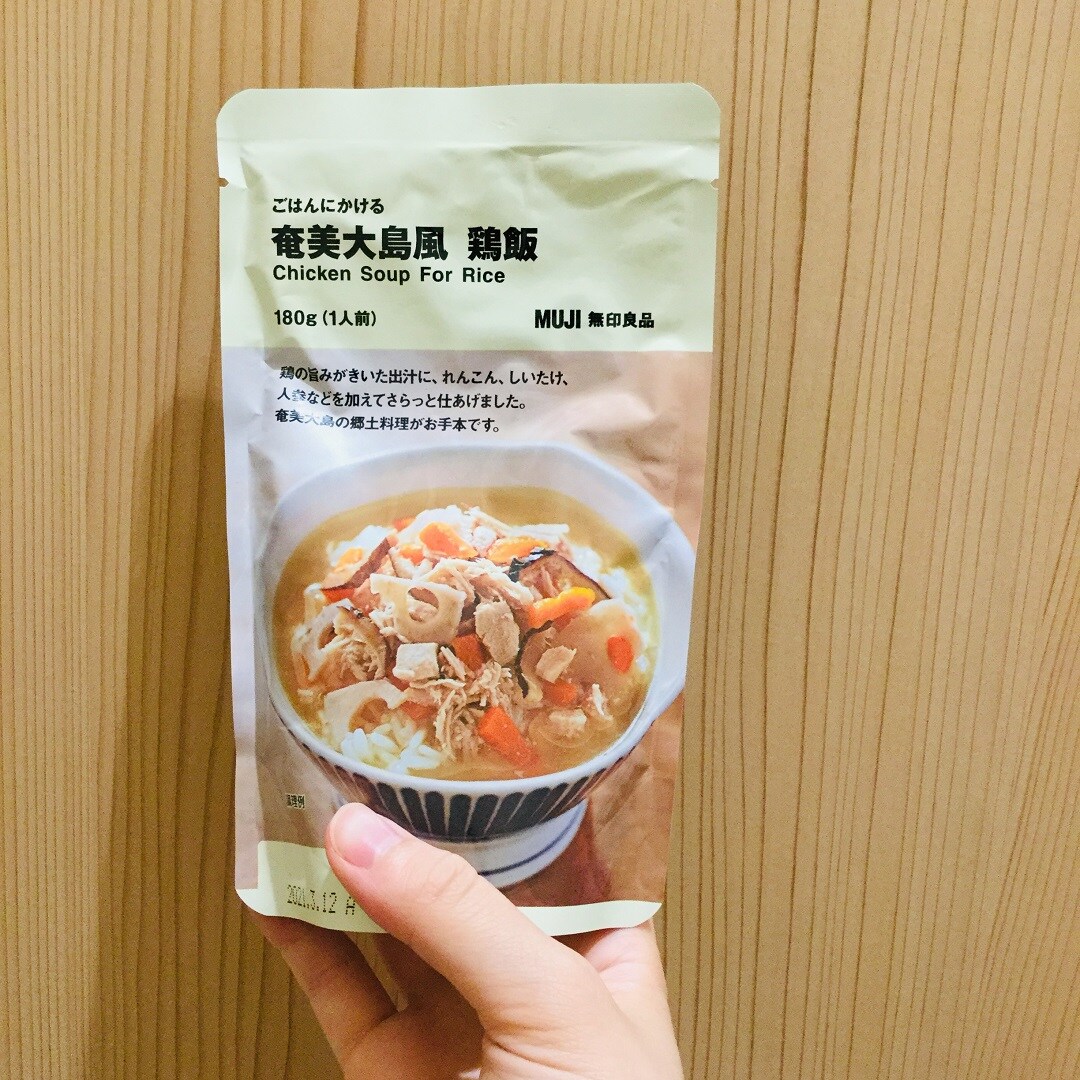 ごはんにかける
奄美大島風 鶏飯
Chicken Soup For Rice
180g(1人前)
MUJI 無印良品
鶏の旨みがきいた出汁に、れんこん、しいたけ、
人参などを加えてさらっと仕あげました。
奄美大島の郷土料理がお手本です。
調理例
2021.3.12 A